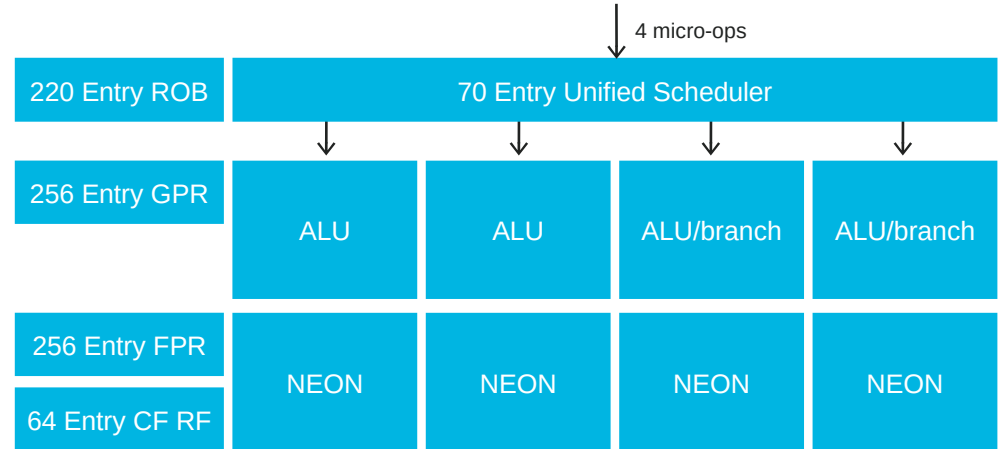 4 micro-ops
220 Entry ROB
70 Entry Unified Scheduler
256 Entry GPR
ALU
ALU
ALU/branch
ALU/branch
256 Entry FPR
64 Entry CF RF
NEON
NEON
NEON
NEON